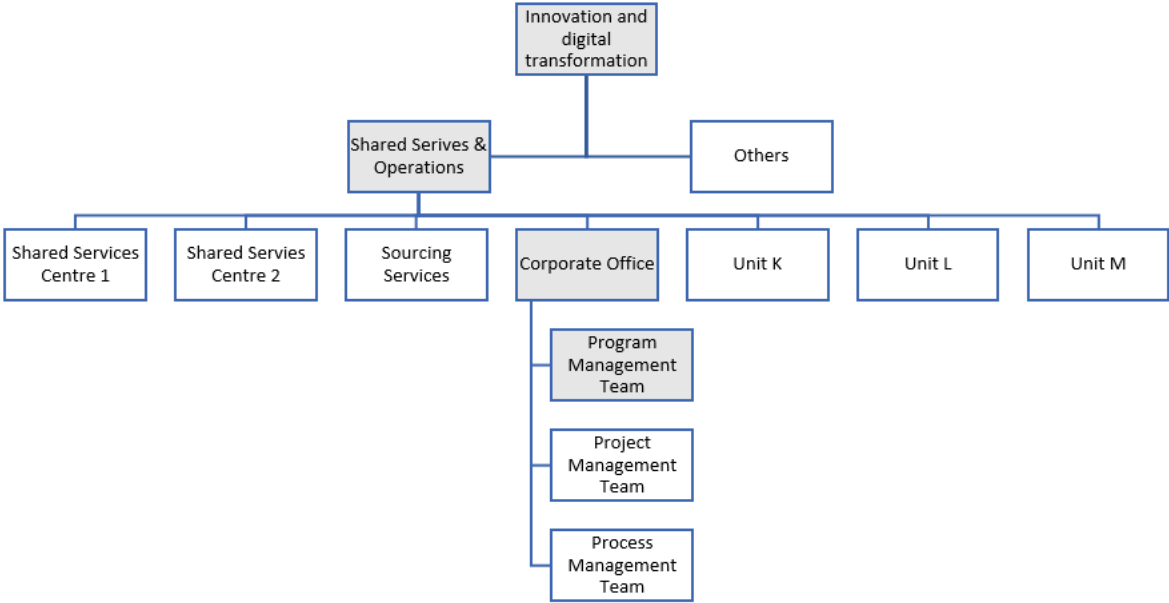 Innovation and
digital
transformation
Shared Serives &
Operations
Others
Shared Services
Centre 1
Shared Servies
Centre 2
Sourcing
Services
Corporate Office
Unit K
Unit L
Unit M
Program
Management
Team
Project
Management
Team
Process
Management
Team